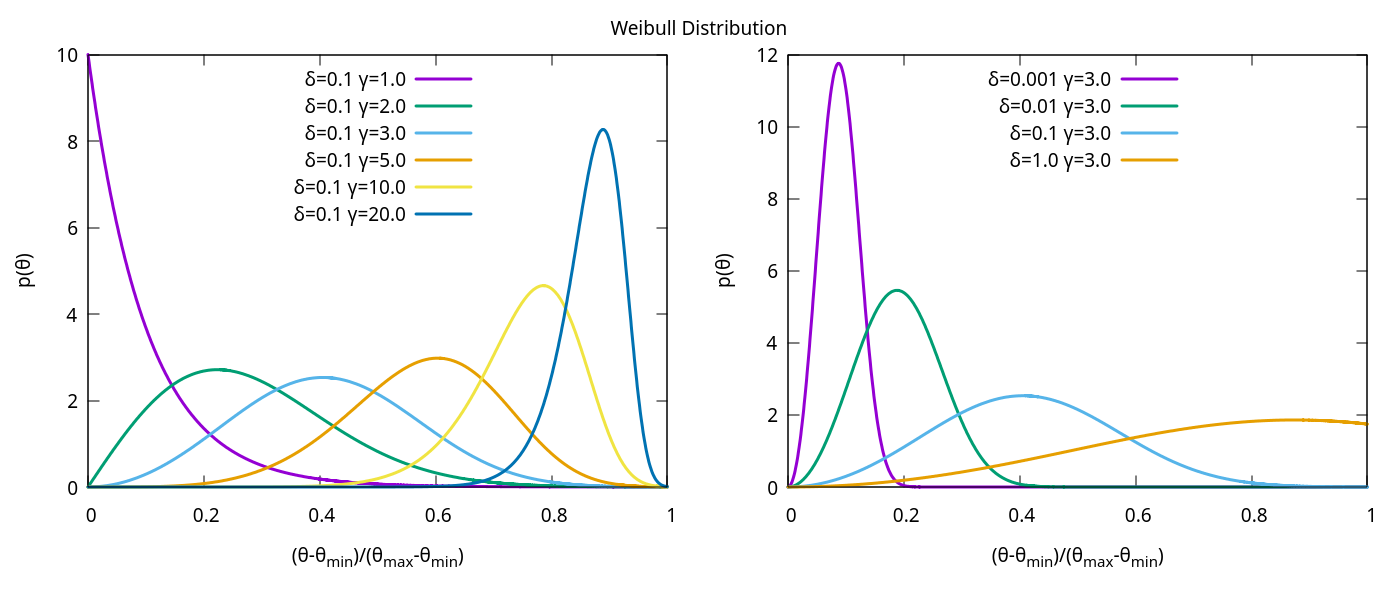 Weibull Distribution
10
8
6
4
2
0
p(θ)
δ=0.1 γ=1.0
δ=0.1 γ=2.0
δ=0.1 γ=3.0
δ=0.1 γ=5.0
δ=0.1 γ=10.0
δ=0.1 γ=20.0
0 0.2 0.4 0.6 0.8 1
(θ-θmin)/(θmax-θmin)
12
10
8
6
4
2
0
p(θ)
δ=0.001 γ=3.0
δ=0.01 γ=3.0
δ=0.1 γ=3.0
δ=1.0 γ=3.0
0 0.2 0.4 0.6 0.8 1
(θ-θmin)/(θmax-θmin)